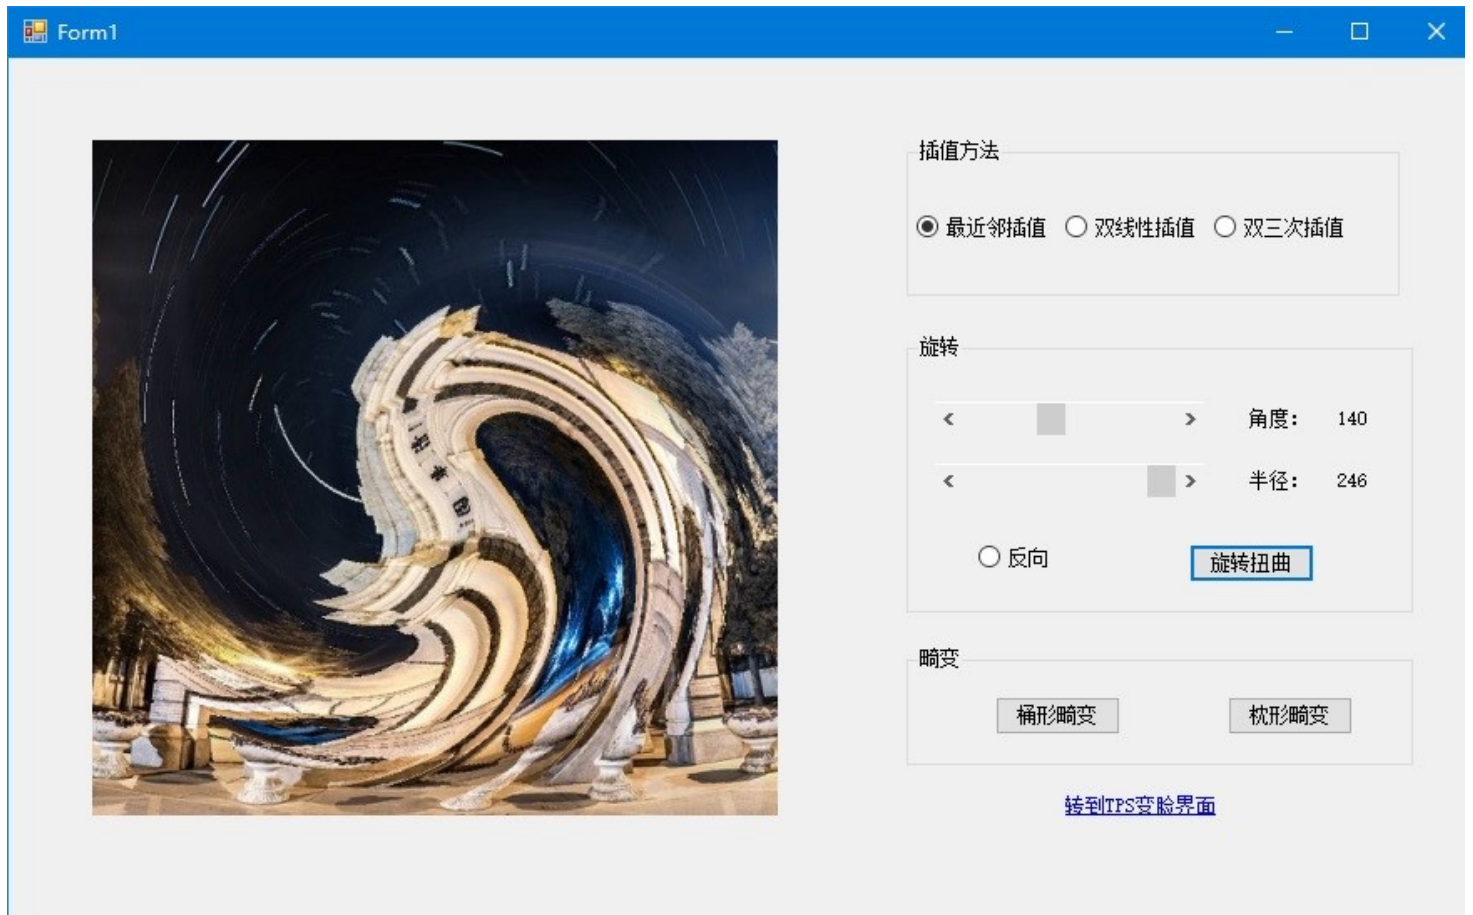 Form1
插值方法
最近邻插值 双线性插值 双三次插值
旋转
角度： 140
半径： 246
反向 旋转扭曲
畸变
桶形畸变 枕形畸变
转到TPS变脸界面